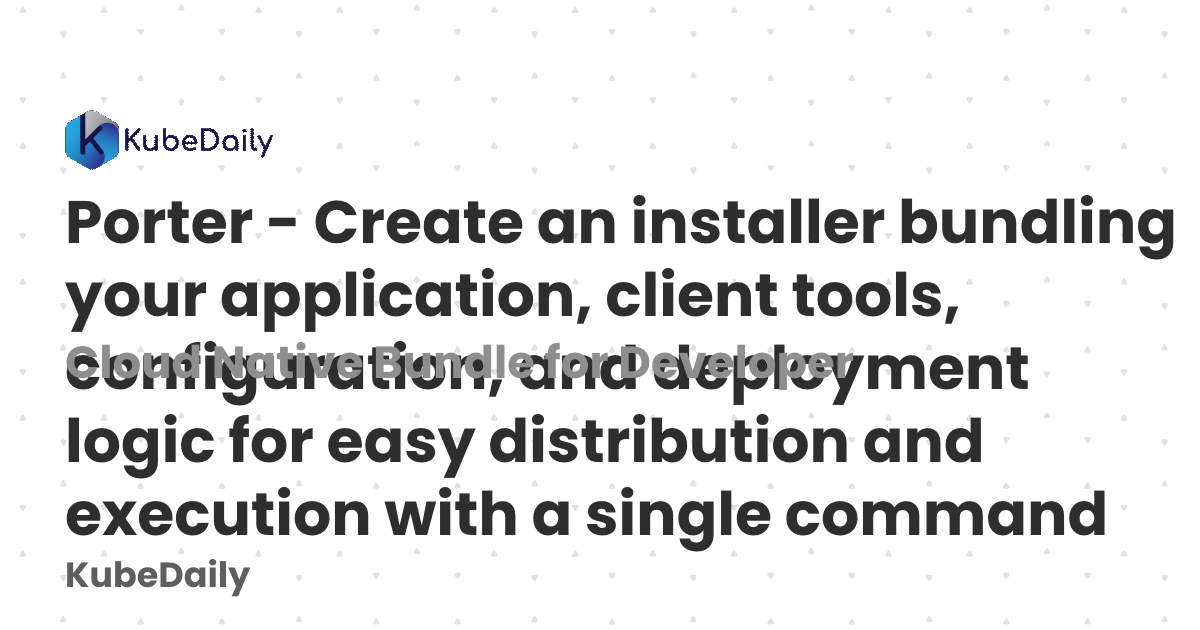 KubeDaily
Porter - Create an installer bundling
your application, client tools,
Cloud Native Bundle for Developer
configuration, and deployment
logic for easy distribution and
execution with a single command
KubeDaily